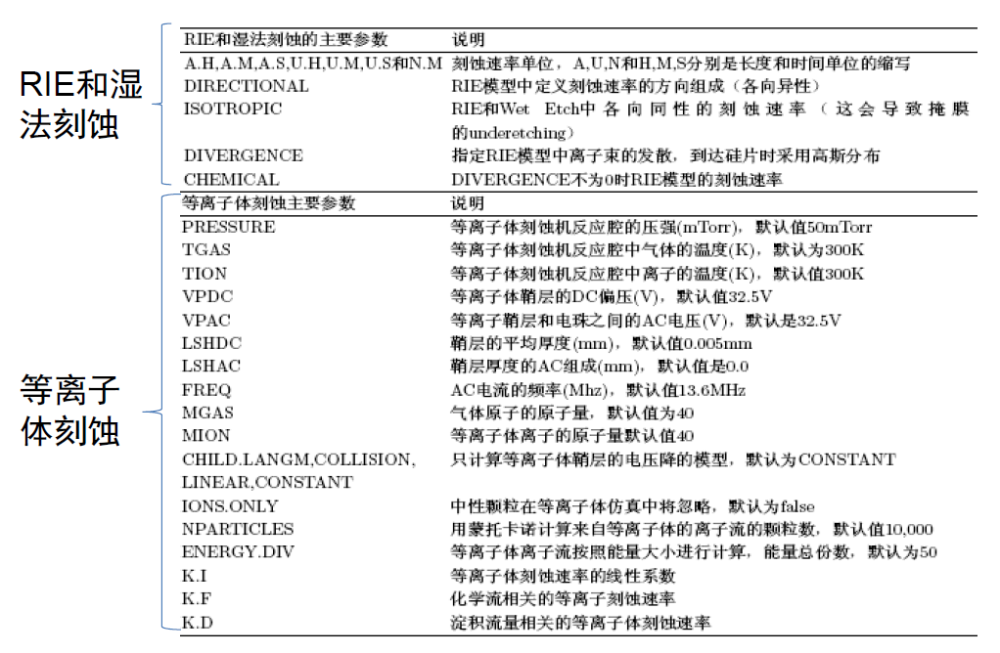 RIE和湿
法刻蚀
RIE和湿法刻蚀的主要参数 说明
A.H,A.M,A.S,U.H,U.M,U.S和N.M 刻蚀速率单位，A,U,N和H,M,S分别是长度和时间单位的缩写
DIRECTIONAL RIE模型中定义刻蚀速率的方向组成（各向异性）
ISOTROPIC RIE和Wet Etch中各向同性的刻蚀速率（这会导致掩膜
的underetching）
DIVERGENCE 指定RIE模型中离子束的发散，到达硅片时采用高斯分布
CHEMICAL DIVERGENCE不为0时RIE模型的刻蚀速率
等离子
体刻蚀
等离子体刻蚀主要参数 说明
PRESSURE 等离子体刻蚀机反应腔的压强(mTorr)，默认值50mTorr
TGAS 等离子体刻蚀机反应腔中气体的温度(K)，默认为300K
TION 等离子体刻蚀机反应腔中离子的温度(K)，默认值300K
VPDC 等离子体鞘层的DC偏压(V)，默认值32.5V
VPAC 等离子鞘层和电珠之间的AC电压(V)，默认是32.5V
LSHDC 鞘层的平均厚度(mm)，默认值0.005mm
LSHAC 鞘层厚度的AC组成(mm)，默认值是0.0
FREQ AC电流的频率(Mhz)，默认值13.6MHz
MGAS 气体原子的原子量，默认值为40
MION 等离子体离子的原子量默认值40
CHILD.LANGM,COLLISION, 只计算等离子体鞘层的电压降的模型，默认为CONSTANT
LINEAR,CONSTANT
IONS.ONLY 中性颗粒在等离子体仿真中将忽略，默认为false
NPARTICLES 用蒙托卡诺计算来自等离子体的离子流的颗粒数，默认值10,000
ENERGY.DIV 等离子体离子流按照能量大小进行计算，能量总份数，默认为50
K.I 等离子体刻蚀速率的线性系数
K.F 化学流相关的等离子刻蚀速率
K.D 淀积流量相关的等离子体刻蚀速率